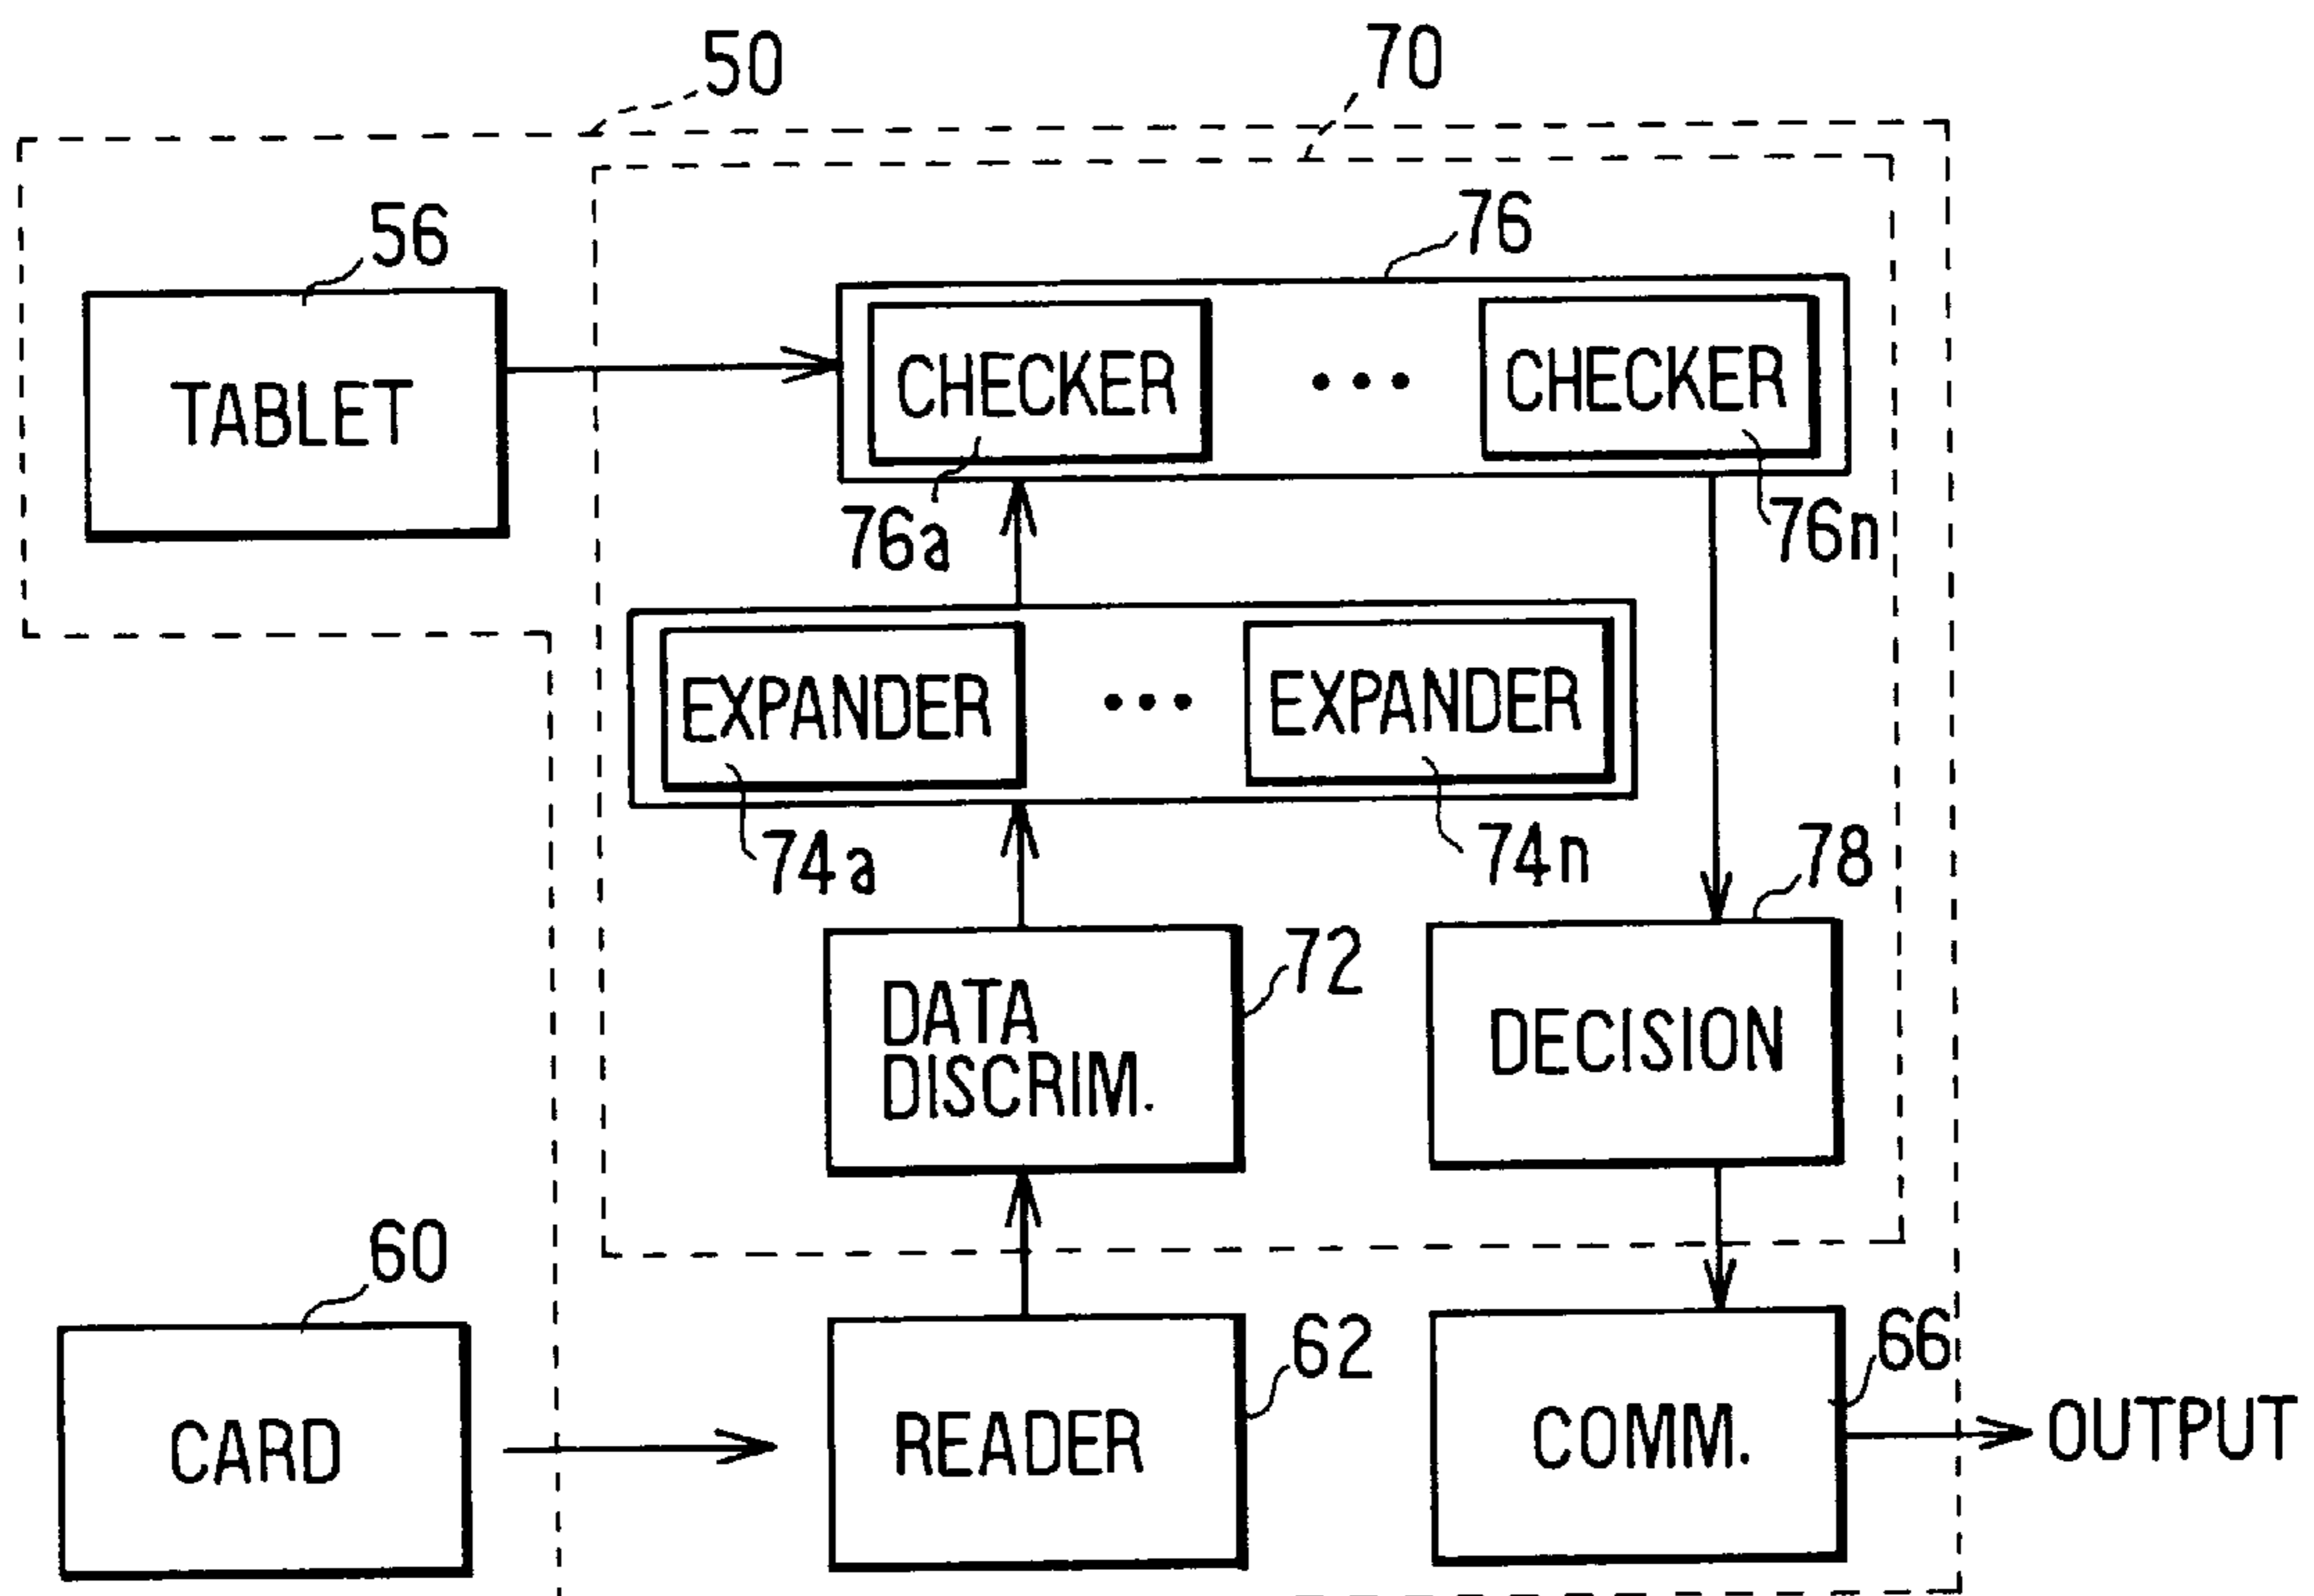 50
70
56
76
TABLET
CHECKER
• • •
CHECKER
76a
76n
EXPANDER
• • •
EXPANDER
74a
74n
78
72
DATA
DISCRIM.
DECISION
60
62
66
CARD
READER
COMM.
OUTPUT